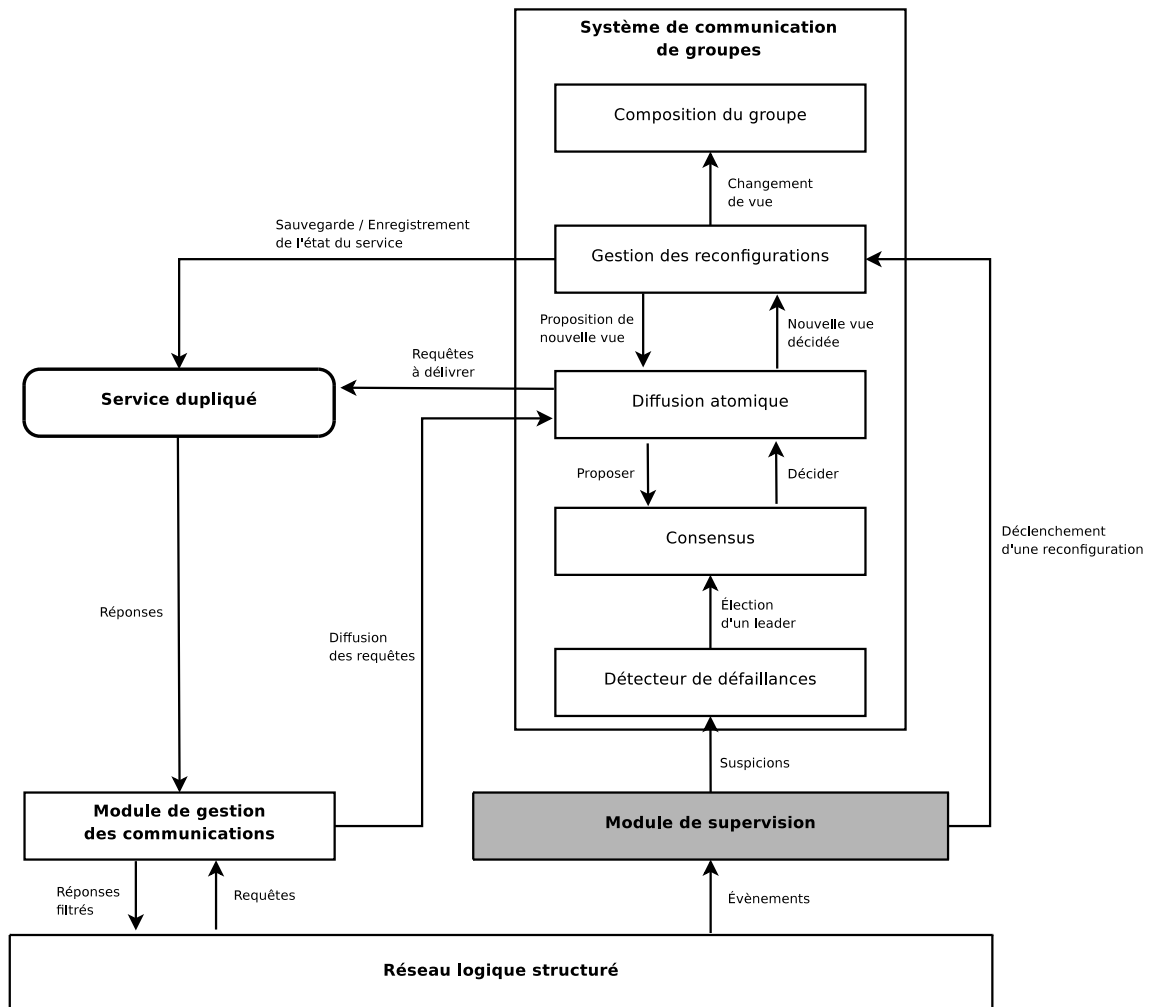 Système de communication
de groupes
Composition du groupe
Changement
de vue
Sauvegarde / Enregistrement
de l'état du service
Gestion des reconfigurations
Proposition de
nouvelle vue
Nouvelle vue
décidée
Requêtes
à délivrer
Service dupliqué
Diffusion atomique
Proposer
Décider
Consensus
Déclenchement
d'une reconfiguration
Élection
d'un leader
Réponses
Diffusion
des requêtes
Détecteur de défaillances
Suspicions
Module de gestion
des communications
Module de supervision
Réponses
filtrés
Requêtes
Évènements
Réseau logique structuré